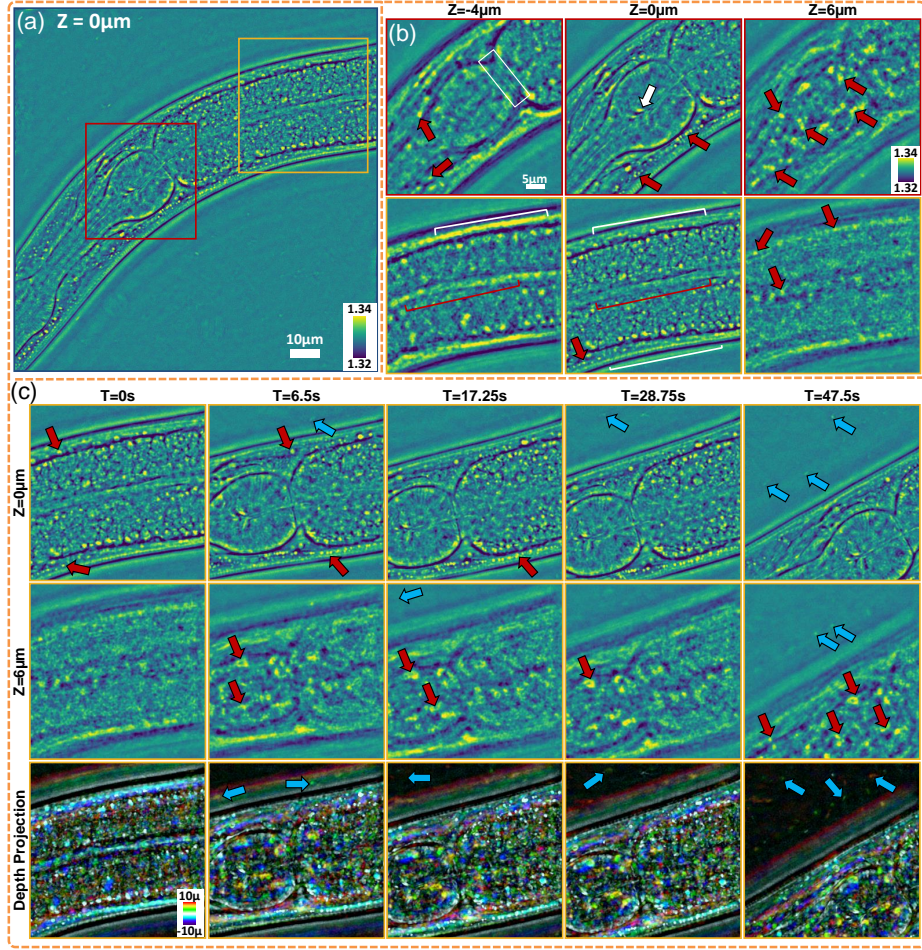 (a) Z = 0μm
1.34
1.32
10μm
(b)
Z=-4μm Z=0μm Z=6μm
5μm
1.34
1.32
(c)
T=0s T=6.5s T=17.25s T=28.75s T=47.5s
Z=0μm
Z=6μm
Depth Projection
10μ
-10μ